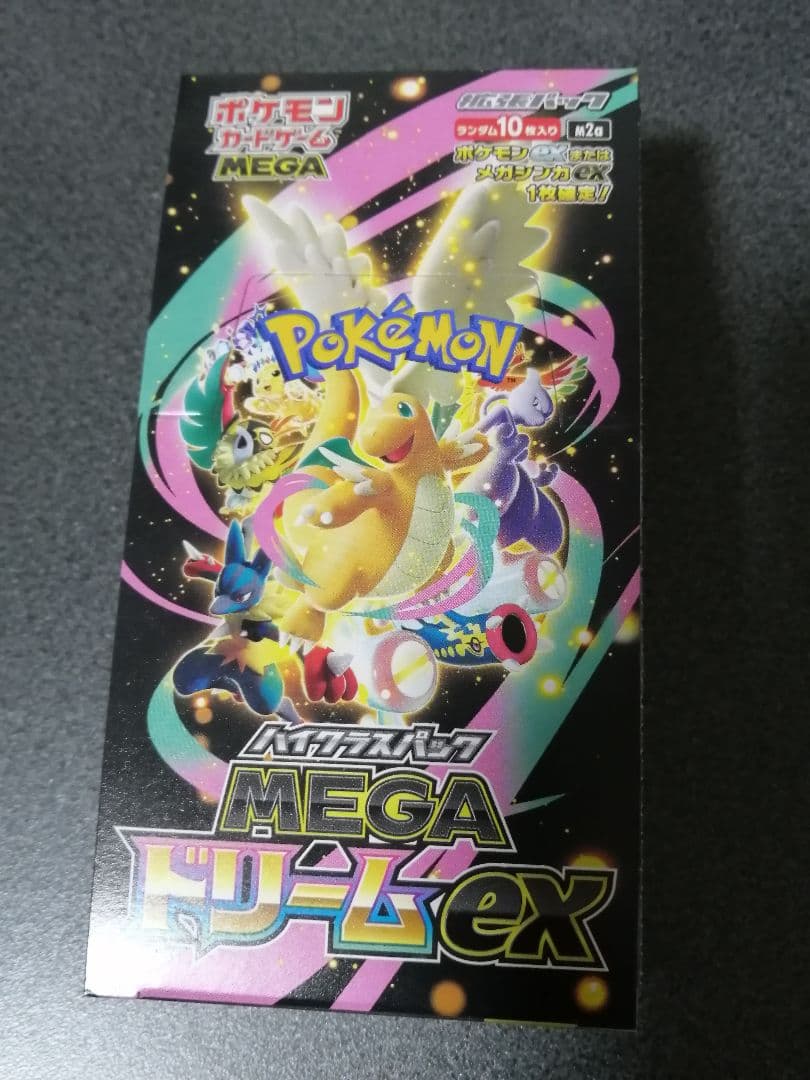 ポケモン
カードゲーム
MEGA
拡張パック
ランダム10枚入り M2a
ポケモンexまたは
メガシンカex
1枚確定!
POKéMON
TM
ハイクラスパック
MEGA
ドリームex